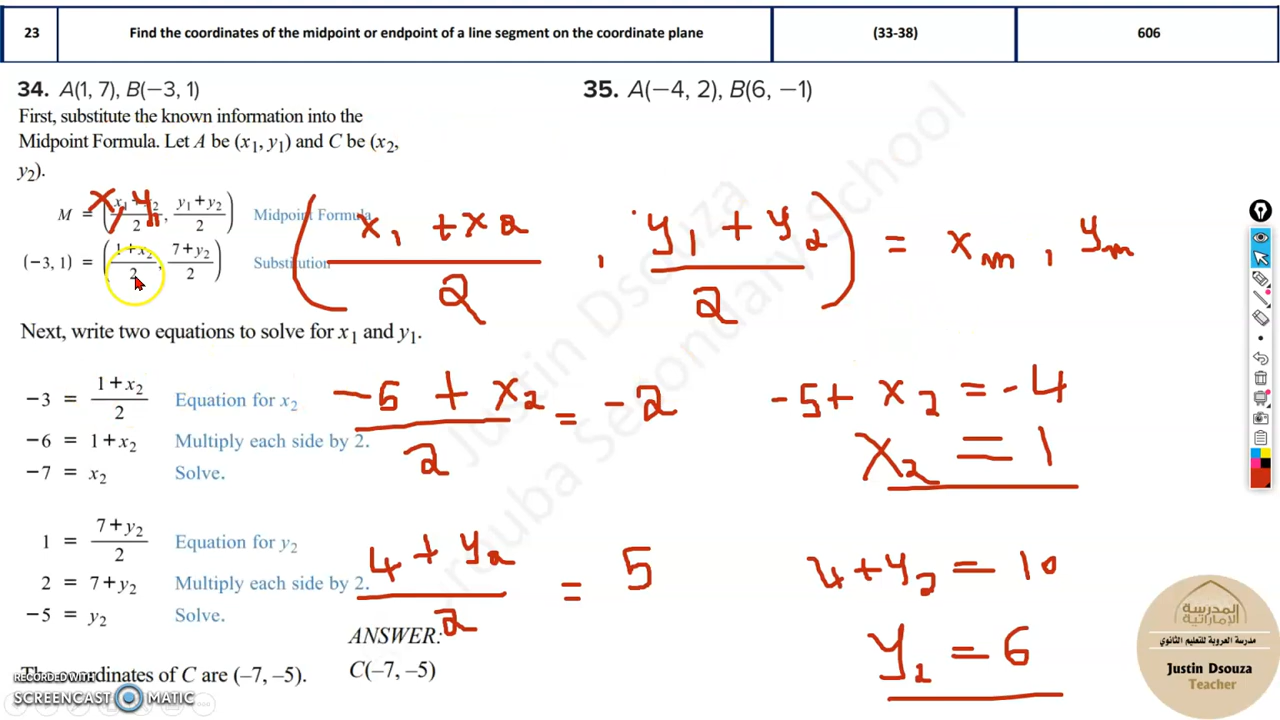 23 Find the coordinates of the midpoint or endpoint of a line segment on the coordinate plane (33-38) 606
34. A(1, 7), B(−3, 1)
35. A(−4, 2), B(6, −1)
First, substitute the known information into the
Midpoint Formula. Let A be (x₁, y₁) and C be (x₂,
y₂).
M = ((x₁+x₂)/2, (y₁+y₂)/2) Midpoint Formula
x, y₁
(−3, 1) = ((1+x₂)/2, (7+y₂)/2) Substitution
((x₁ + x₂)/2, (y₁ + y₂)/2) = xₘ, yₘ
Next, write two equations to solve for x₁ and y₁.
−3 = (1+x₂)/2 Equation for x₂
−6 = 1+x₂ Multiply each side by 2.
−7 = x₂ Solve.
(−5 + x₂)/2 = −2
−5 + x₂ = −4
x₂ = 1
1 = (7+y₂)/2 Equation for y₂
2 = 7+y₂ Multiply each side by 2.
−5 = y₂ Solve.
(4 + y₂)/2 = 5
4 + y₂ = 10
y₂ = 6
ANSWER:
C(−7, −5)
The coordinates of C are (−7, −5).
RECORDED WITH
SCREENCAST MATIC
Justin Dsouza
Arouba Secondary School
المدرسة
الإماراتية
مدرسة العروبة للتعليم الثانوي
Justin Dsouza
Teacher